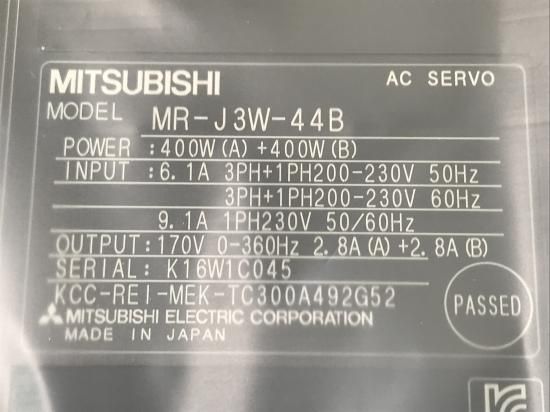 MITSUBISHI AC SERVO
MODEL MR-J3W-44B
POWER :400W(A)+400W(B)
INPUT :6.1A 3PH+1PH200-230V 50Hz
3PH+1PH200-230V 60Hz
9.1A 1PH230V 50/60Hz
OUTPUT:170V 0-360Hz 2.8A(A)+2.8A(B)
SERIAL: K16W1C045
KCC-REI-MEK-TC300A492G52
MITSUBISHI ELECTRIC CORPORATION
MADE IN JAPAN
PASSED